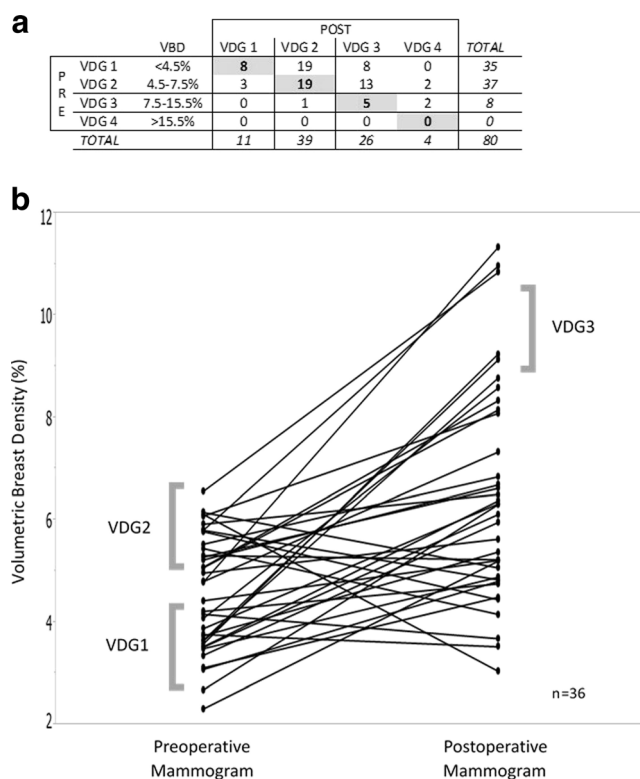 a
POST
VBD VDG 1 VDG 2 VDG 3 VDG 4 TOTAL
PRE
VDG 1 <4.5% 8 19 8 0 35
VDG 2 4.5-7.5% 3 19 13 2 37
VDG 3 7.5-15.5% 0 1 5 2 8
VDG 4 >15.5% 0 0 0 0 0
TOTAL 11 39 26 4 80
b
Volumetric Breast Density (%)
12
10
8
6
4
2
VDG3
VDG2
VDG1
n=36
Preoperative Mammogram
Postoperative Mammogram